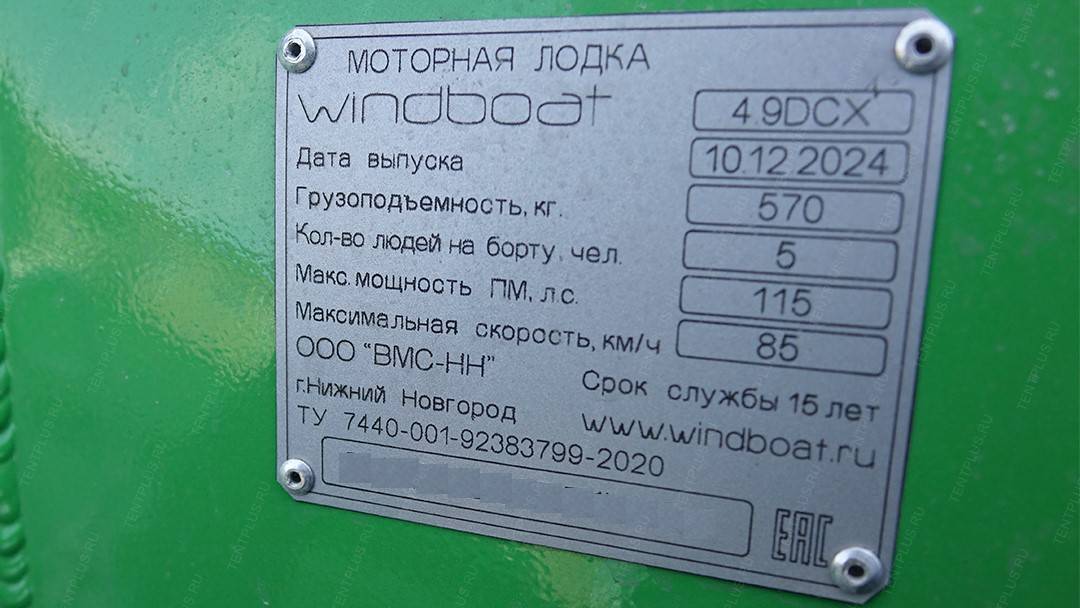 МОТОРНАЯ ЛОДКА
windboat 4.9DCX
Дата выпуска 10.12.2024
Грузоподъемность, кг. 570
Кол-во людей на борту, чел. 5
Макс. мощность ПМ, л.с. 115
Максимальная скорость, км/ч 85
ООО "ВМС-НН"
Срок службы 15 лет
г.Нижний Новгород
www.windboat.ru
ТУ 7440-001-92383799-2020
EAC
TENTPLUS.RU